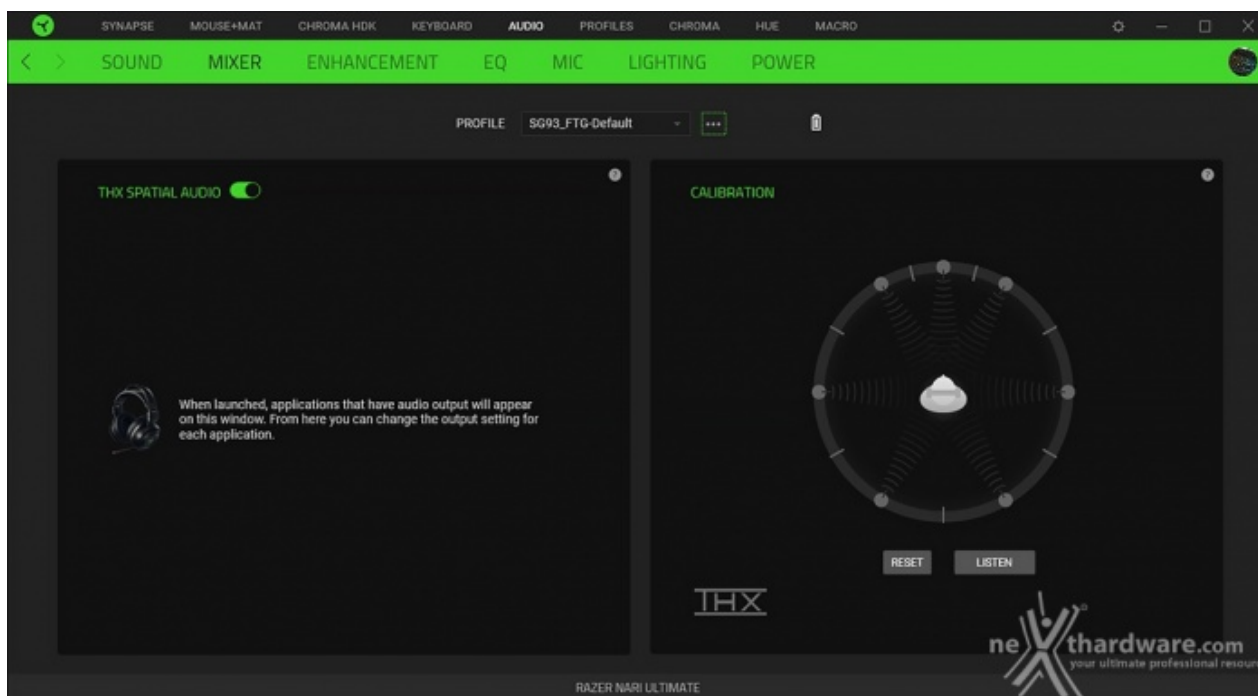 SYNAPSE MOUSE+MAT CHROMA HDK KEYBOARD AUDIO PROFILES CHROMA HUE MACRO
SOUND MIXER ENHANCEMENT EQ MIC LIGHTING POWER
PROFILE SG93_FTG-Default
THX SPATIAL AUDIO
CALIBRATION
When launched, applications that have audio output will appear
on this window. From here you can change the output setting for
each application.
RESET LISTEN
THX
nexthardware.com
your ultimate professional resour
RAZER NARI ULTIMATE